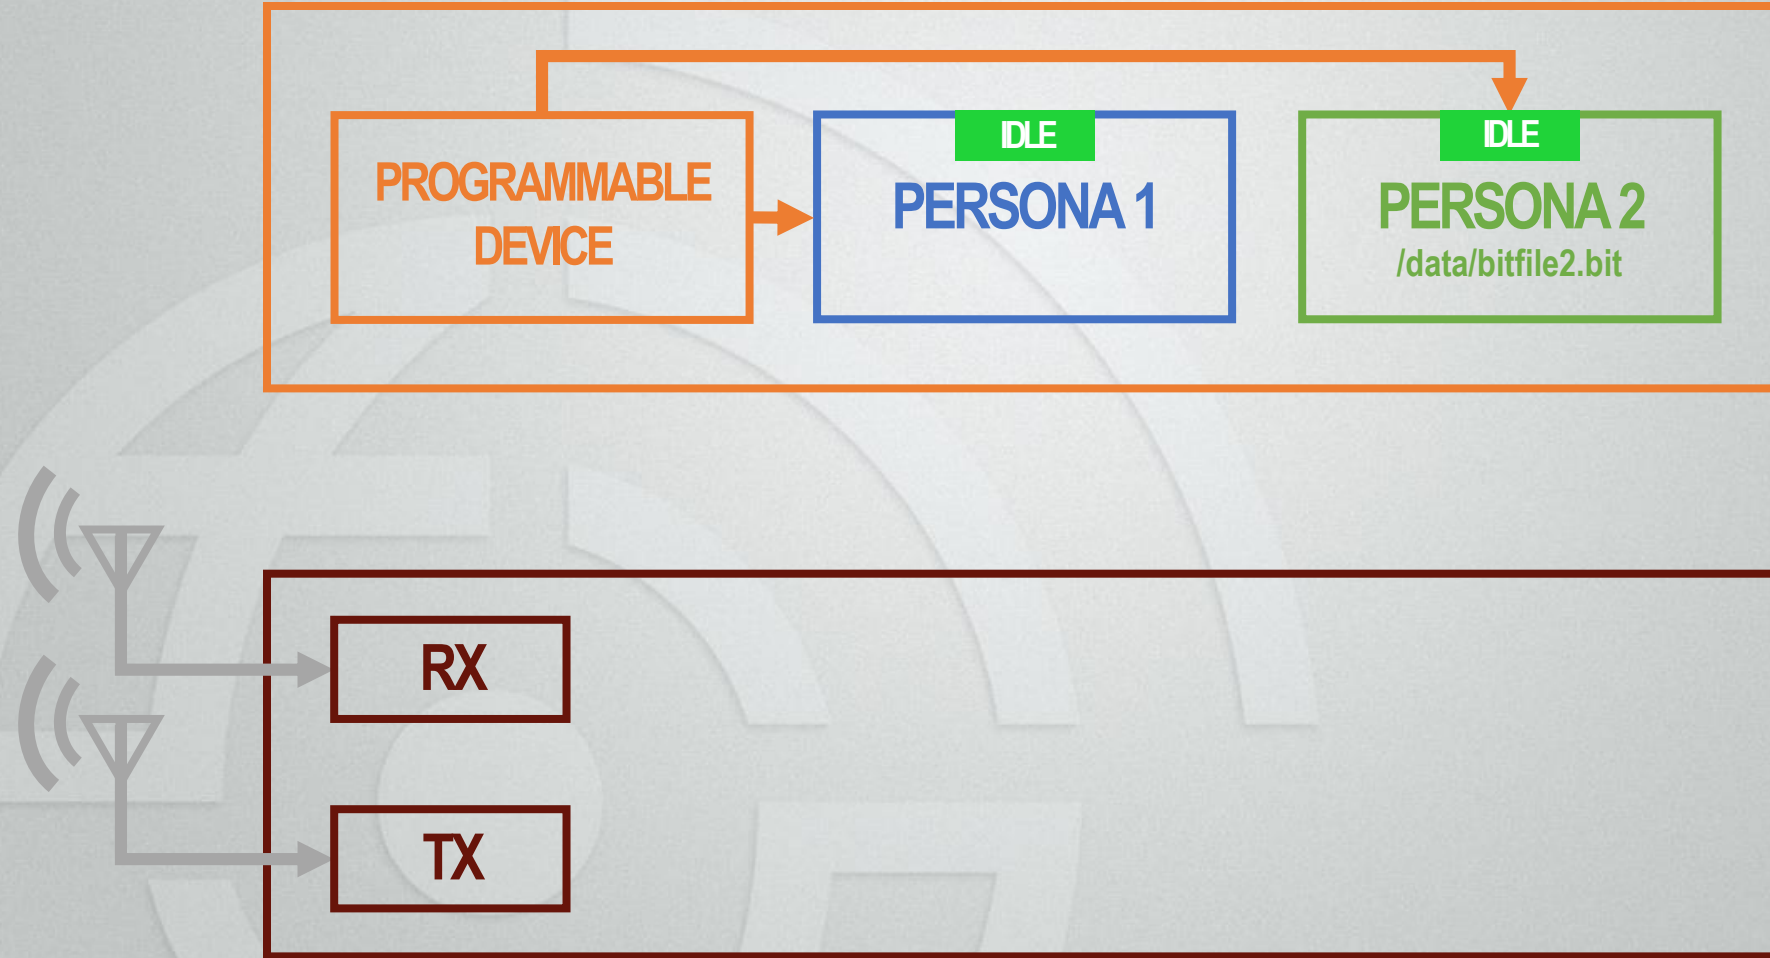 PROGRAMMABLE
DEVICE
IDLE
PERSONA 1
IDLE
PERSONA 2
/data/bitfile2.bit
RX
TX